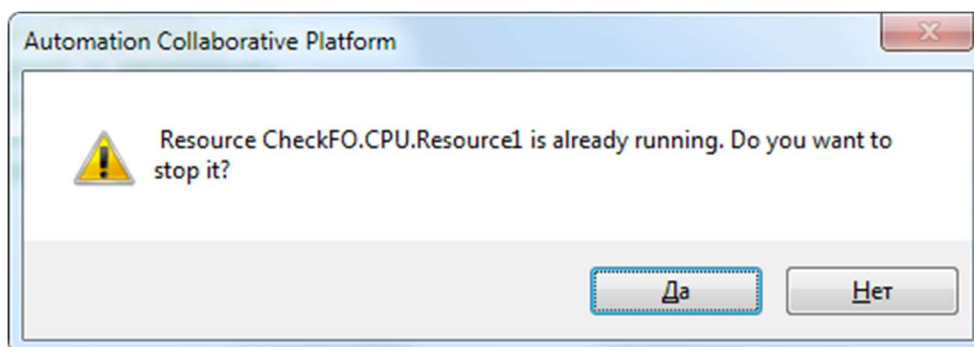 Automation Collaborative Platform
Resource CheckFO.CPU.Resource1 is already running. Do you want to
stop it?
Да
Нет